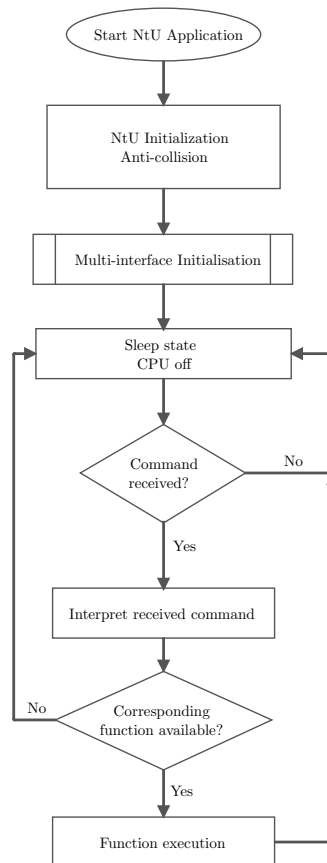 Start NtU Application
NtU Initialization
Anti-collision
Multi-interface Initialisation
Sleep state
CPU off
Command
received?
No
Yes
Interpret received command
Corresponding
function available?
No
Yes
Function execution